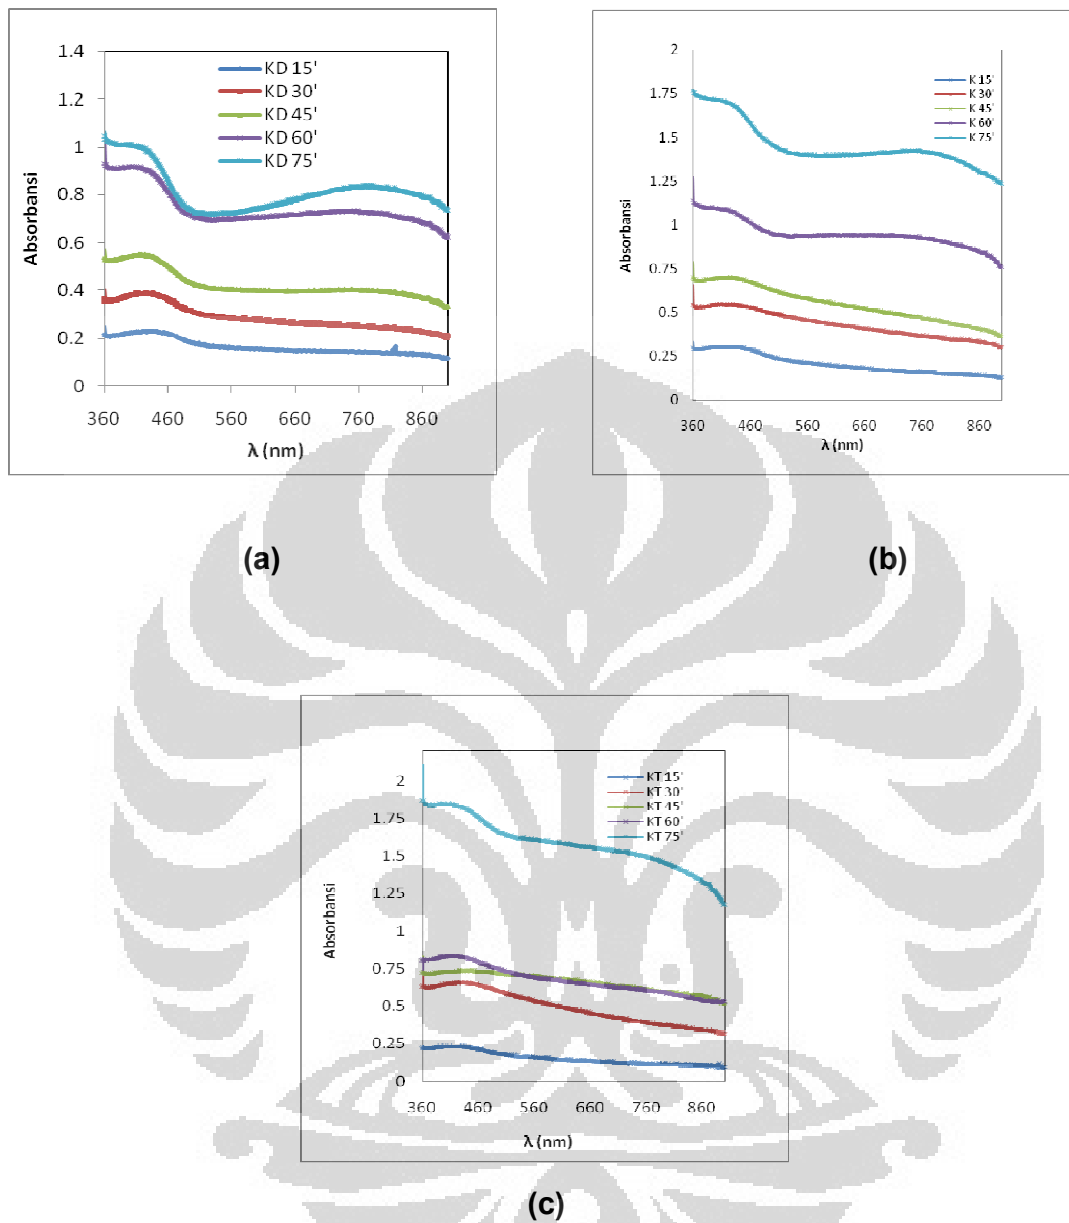 1.4
1.2
1
0.8
0.6
0.4
0.2
0
Absorbansi
KD 15'
KD 30'
KD 45'
KD 60'
KD 75'
360 460 560 660 760 860
λ (nm)
(a)
2
1.75
1.5
1.25
1
0.75
0.5
0.25
0
Absorbansi
K 15'
K 30'
K 45'
K 60'
K 75'
360 460 560 660 760 860
λ (nm)
(b)
2
1.75
1.5
1.25
1
0.75
0.5
0.25
0
Absorbansi
KT 15'
KT 30'
KT 45'
KT 60'
KT 75'
360 460 560 660 760 860
λ (nm)
(c)